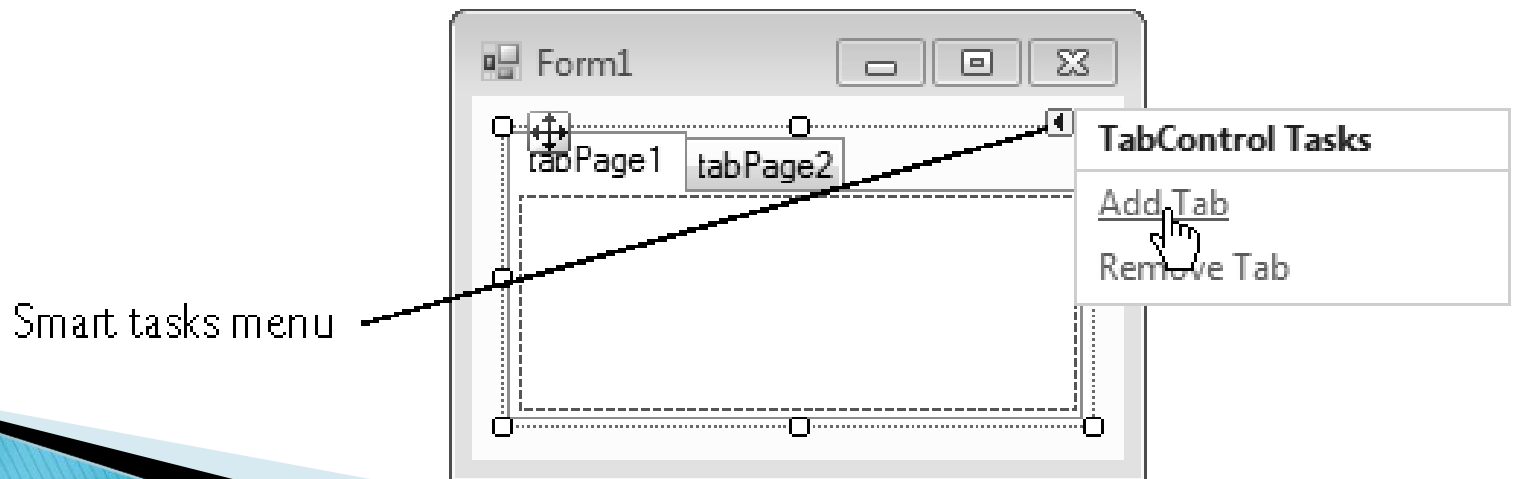 Form1
TabControl Tasks
tabPage1 tabPage2
Add Tab
Remove Tab
Smart tasks menu